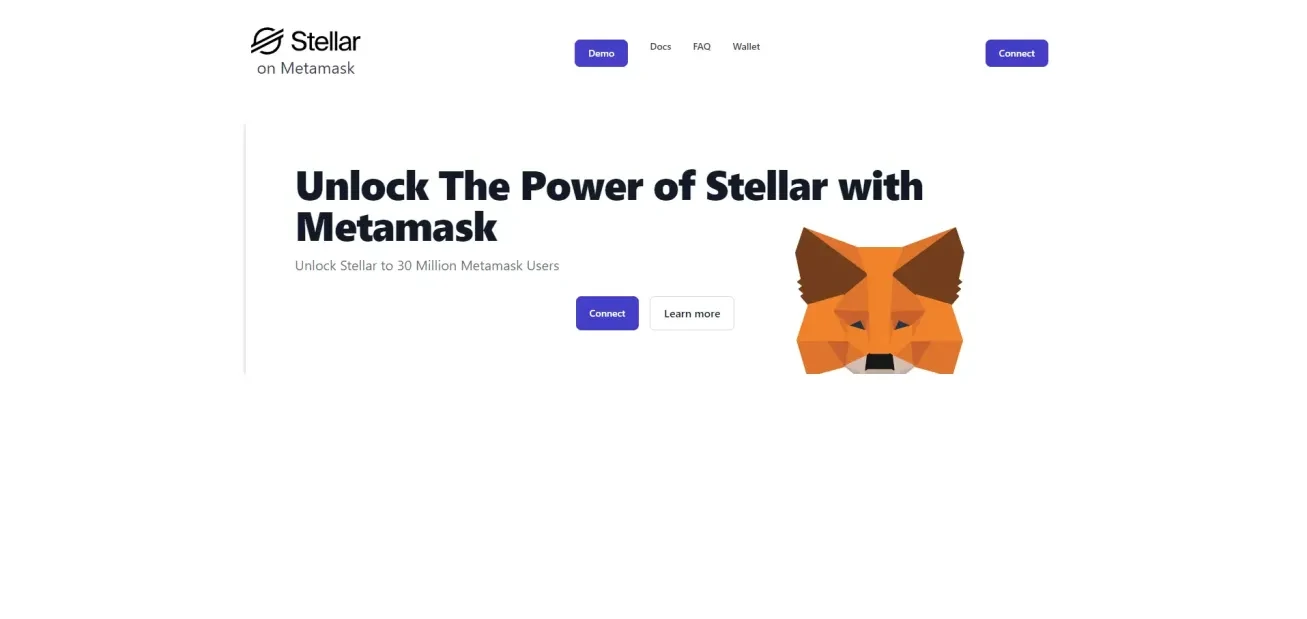 Stellar
on Metamask
Demo
Docs
FAQ
Wallet
Connect
Unlock The Power of Stellar with
Metamask
Unlock Stellar to 30 Million Metamask Users
Connect
Learn more